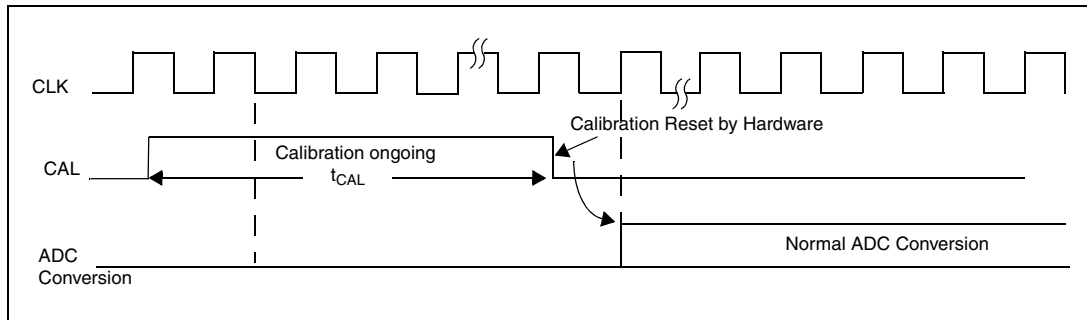 CLK
Calibration Reset by Hardware
CAL
Calibration ongoing
tCAL
Normal ADC Conversion
ADC
Conversion